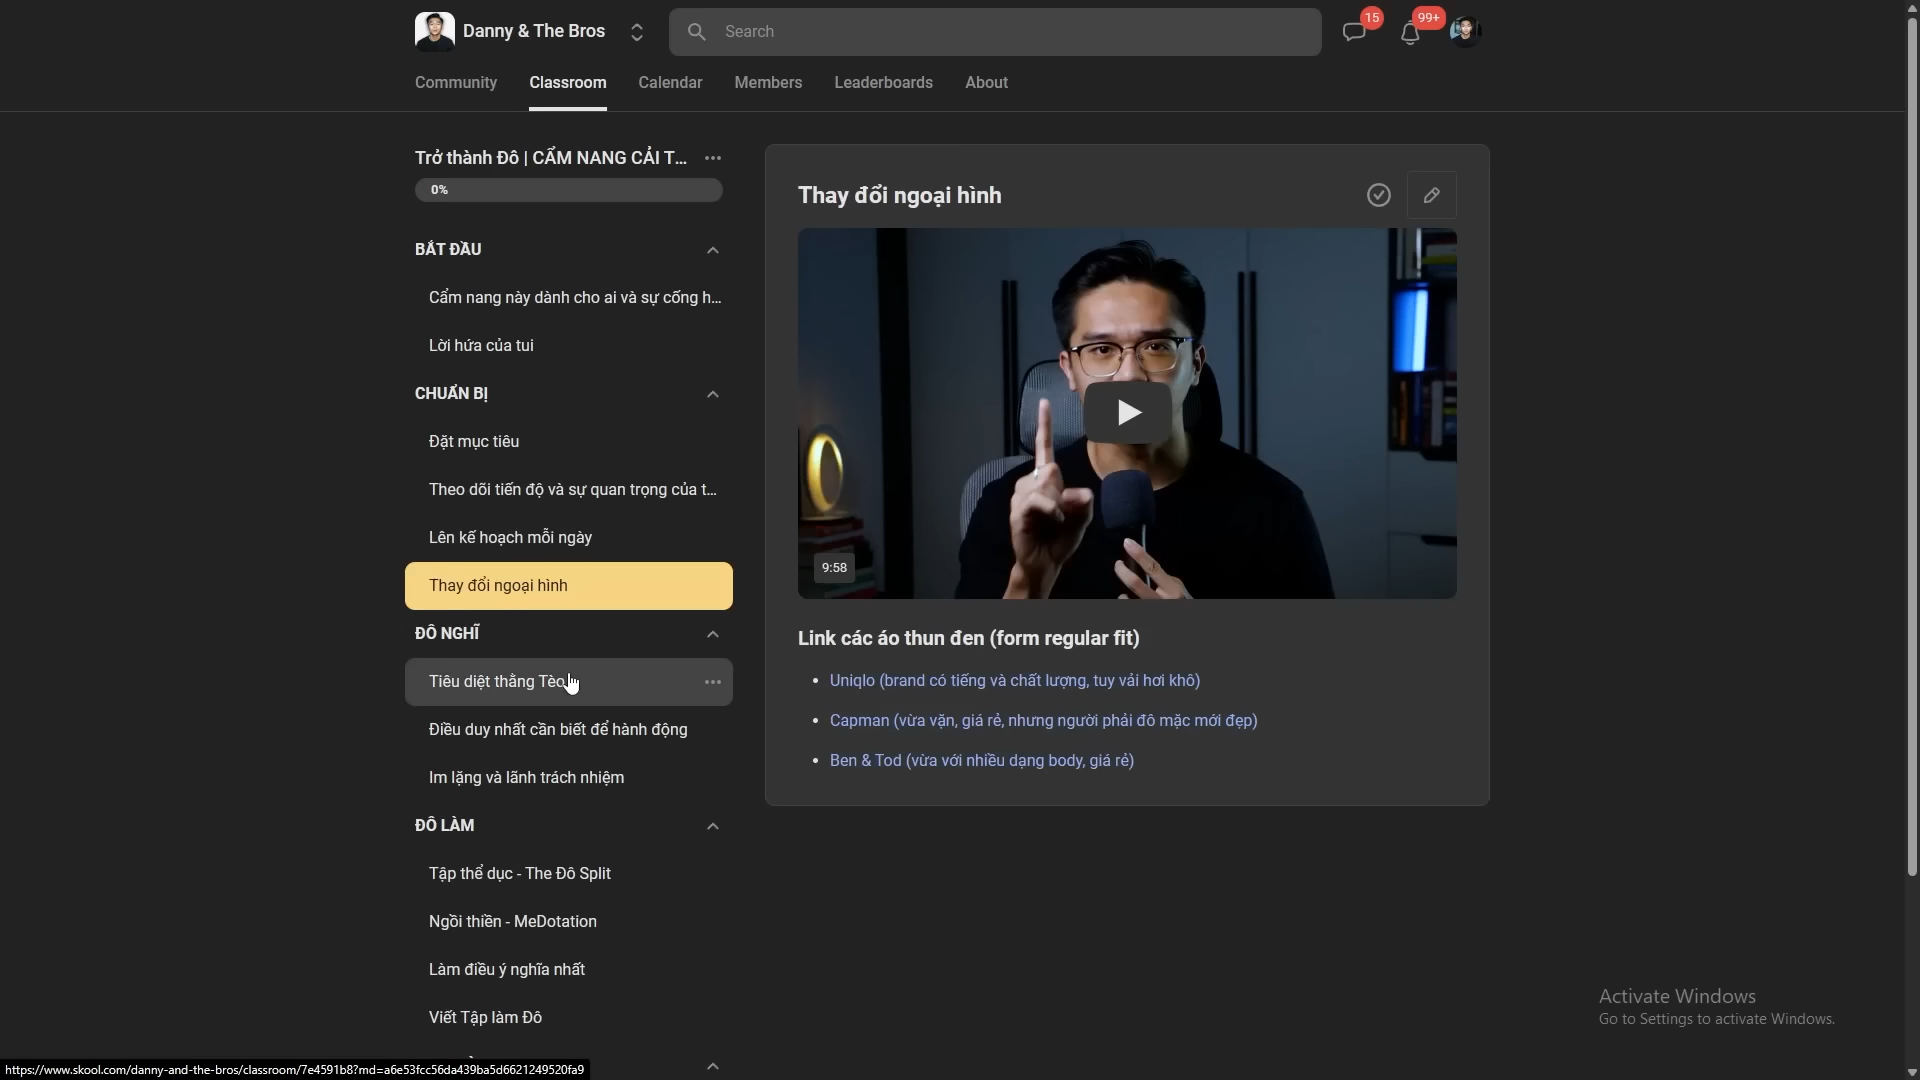 Danny & The Bros
Search
15
99+
Community
Classroom
Calendar
Members
Leaderboards
About
Trở thành Đô | CẨM NANG CẢI T...
0%
BẮT ĐẦU
Cẩm nang này dành cho ai và sự cống h...
Lời hứa của tui
CHUẨN BỊ
Đặt mục tiêu
Theo dõi tiến độ và sự quan trọng của t...
Lên kế hoạch mỗi ngày
Thay đổi ngoại hình
ĐÔ NGHĨ
Tiêu diệt thằng Tèo
Điều duy nhất cần biết để hành động
Im lặng và lãnh trách nhiệm
ĐÔ LÀM
Tập thể dục - The Đô Split
Ngồi thiền - MeDotation
Làm điều ý nghĩa nhất
Viết Tập làm Đô
Thay đổi ngoại hình
9:58
Link các áo thun đen (form regular fit)
Uniqlo (brand có tiếng và chất lượng, tuy vải hơi khô)
Capman (vừa vặn, giá rẻ, nhưng người phải đô mặc mới đẹp)
Ben & Tod (vừa với nhiều dạng body, giá rẻ)
Activate Windows
Go to Settings to activate Windows.
https://www.skool.com/danny-and-the-bros/classroom/7e4591b8?md=a6e53fcc56da439ba5d6621249520fa9